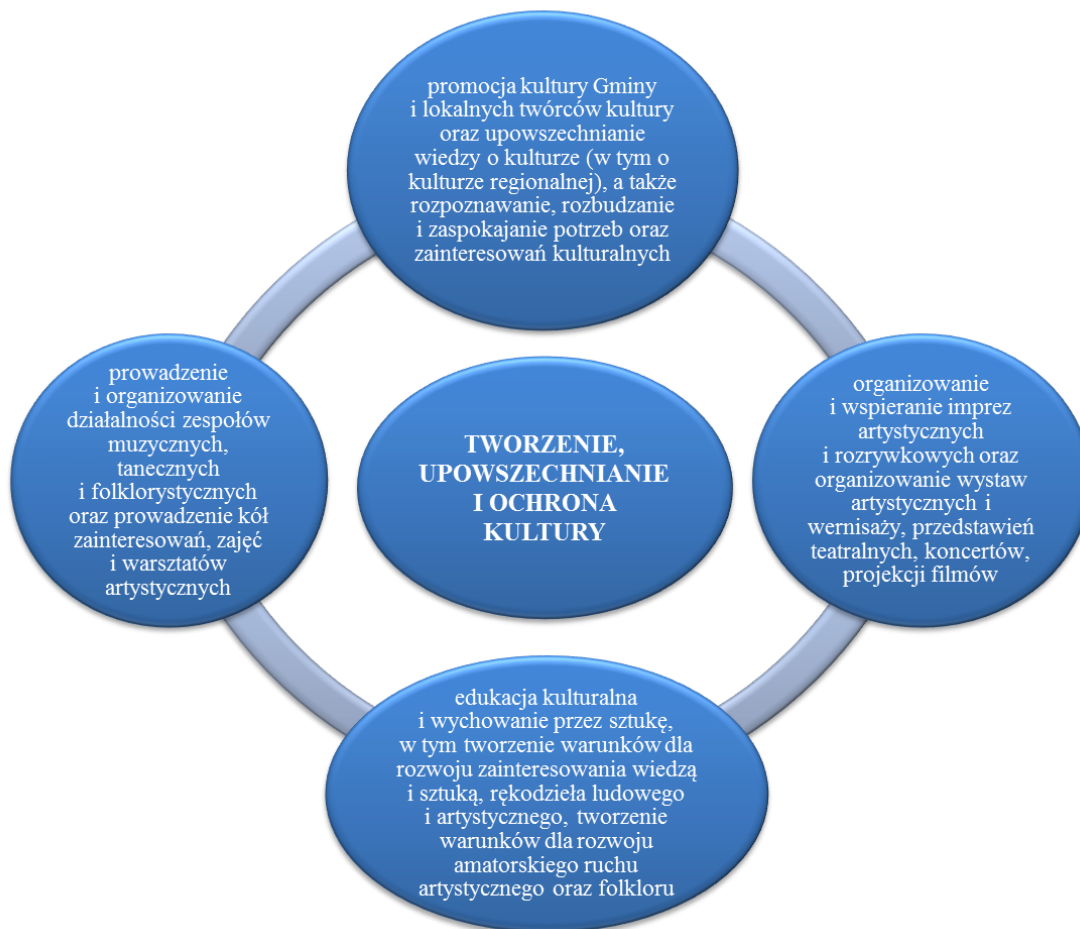 promocja kultury Gminy
i lokalnych twórców kultury
oraz upowszechnianie
wiedzy o kulturze (w tym o
kulturze regionalnej), a także
rozpoznawanie, rozbudzanie
i zaspokajanie potrzeb oraz
zainteresowań kulturalnych
prowadzenie
i organizowanie
działalności zespołów
muzycznych,
tanecznych
i folklorystycznych
oraz prowadzenie kół
zainteresowań, zajęć
i warsztatów
artystycznych
TWORZENIE,
UPOWSZECHNIANIE
I OCHRONA
KULTURY
organizowanie
i wspieranie imprez
artystycznych
i rozrywkowych oraz
organizowanie wystaw
artystycznych i
wernisaży, przedstawień
teatralnych, koncertów,
projekcji filmów
edukacja kulturalna
i wychowanie przez sztukę,
w tym tworzenie warunków dla
rozwoju zainteresowania wiedzą
i sztuką, rękodzieła ludowego
i artystycznego, tworzenie
warunków dla rozwoju
amatorskiego ruchu
artystycznego oraz folkloru